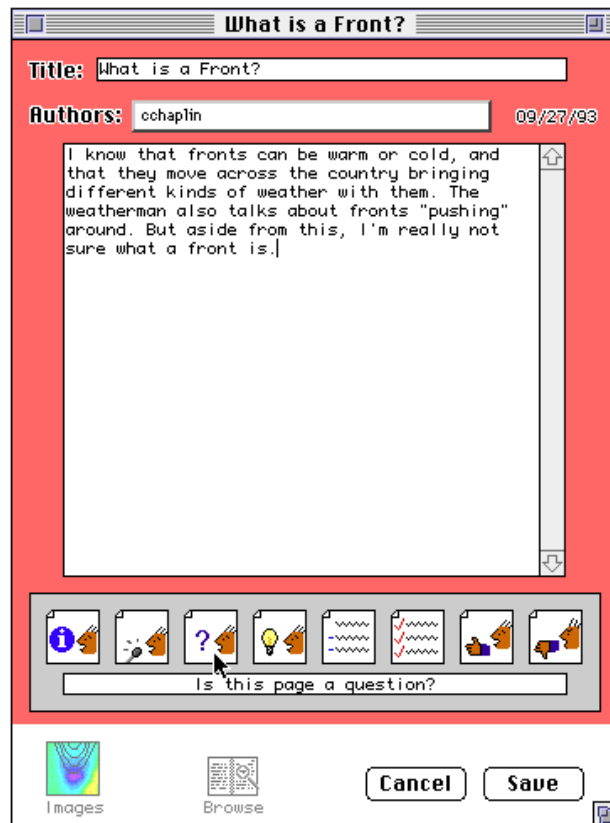 What is a Front?
Title: What is a Front?
Authors: cchaplin 09/27/93
I know that fronts can be warm or cold, and
that they move across the country bringing
different kinds of weather with them. The
weatherman also talks about fronts "pushing"
around. But aside from this, I'm really not
sure what a front is.
Is this page a question?
Images
Browse
Cancel
Save